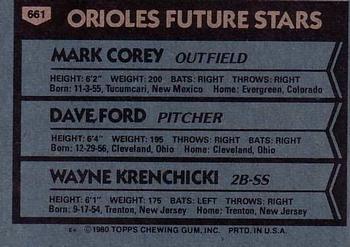 661
ORIOLES FUTURE STARS
MARK COREY OUTFIELD
HEIGHT: 6'2" WEIGHT: 200 BATS: RIGHT THROWS: RIGHT
Born: 11-3-55, Tucumcari, New Mexico Home: Evergreen, Colorado
DAVE FORD PITCHER
HEIGHT: 6'4" WEIGHT: 195 BATS: RIGHT THROWS: RIGHT
Born: 12-29-56, Cleveland, Ohio Home: Cleveland, Ohio
WAYNE KRENCHICKI 2B-SS
HEIGHT: 6'1" WEIGHT: 175 BATS: LEFT THROWS: RIGHT
Born: 9-17-54, Trenton, New Jersey Home: Trenton, New Jersey
© 1980 TOPPS CHEWING GUM, INC. PRTD. IN U.S.A.